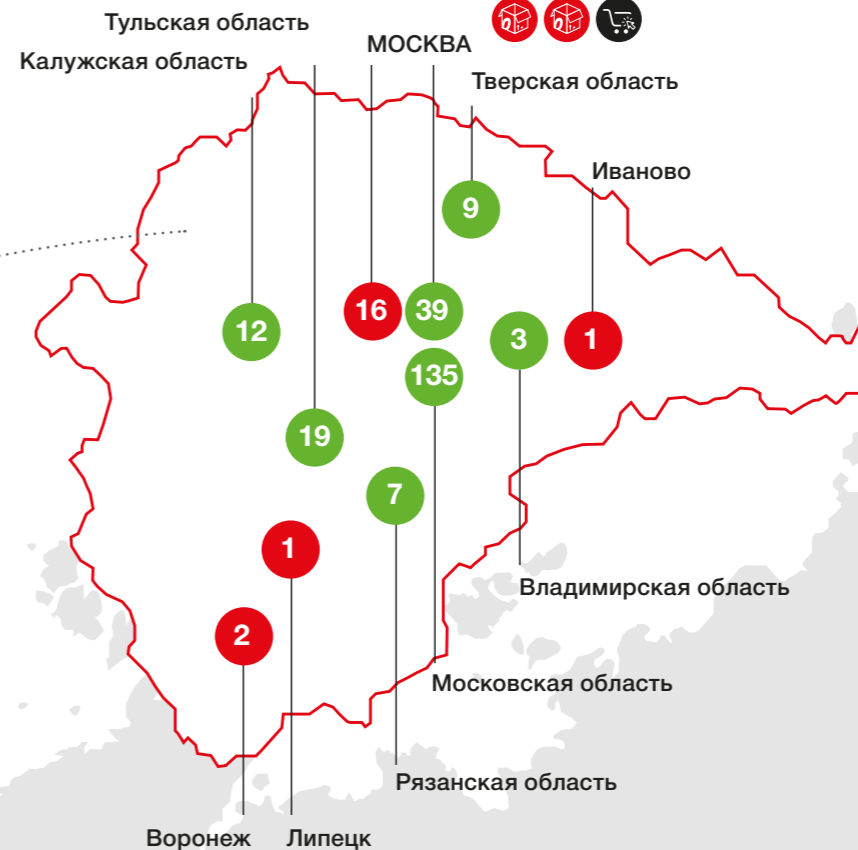 Тульская область
МОСКВА
Калужская область
Тверская область
Иваново
9
16
39
12
3
1
135
19
7
1
2
Владимирская область
Московская область
Рязанская область
Воронеж
Липецк